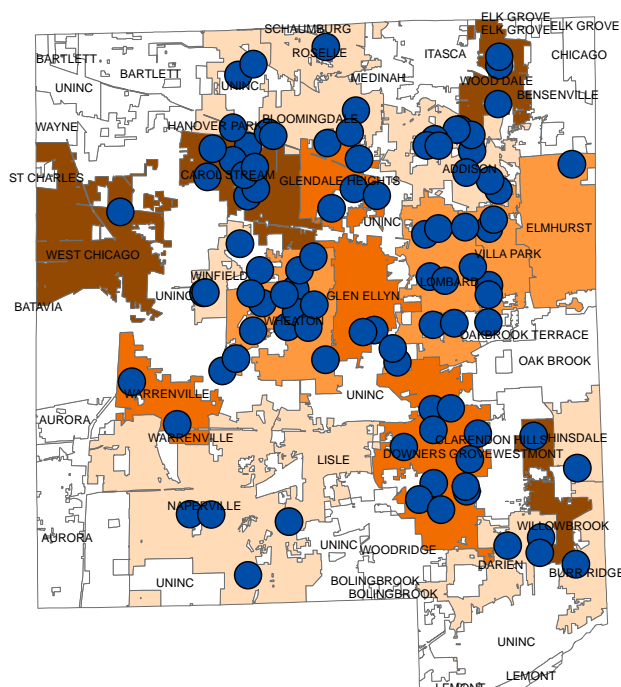 ELK GROVE
SCHAUMBURG
ELK GROVE
ELK GROVE
ROSELLE
BARTLETT
ITASCA
CHICAGO
BARTLETT
MEDINAH
WOOD DALE
UNINC
UNINC
BENSENVILLE
WAYNE
HANOVER PARK
BLOOMINGDALE
ADDISON
ST CHARLES
CAROL STREAM
GLENDALE HEIGHTS
UNINC
ELMHURST
WEST CHICAGO
VILLA PARK
WINFIELD
LOMBARD
UNINC
GLEN ELLYN
BATAVIA
WHEATON
OAKBROOK TERRACE
OAK BROOK
WARRENVILLE
UNINC
AURORA
WARRENVILLE
CLARENDON HILLS
HINSDALE
DOWNERS GROVE
WESTMONT
LISLE
NAPERVILLE
WILLOWBROOK
AURORA
UNINC
WOODRIDGE
DARIEN
BURR RIDGE
UNINC
BOLINGBROOK
BOLINGBROOK
UNINC
LEMONT
LEMONT